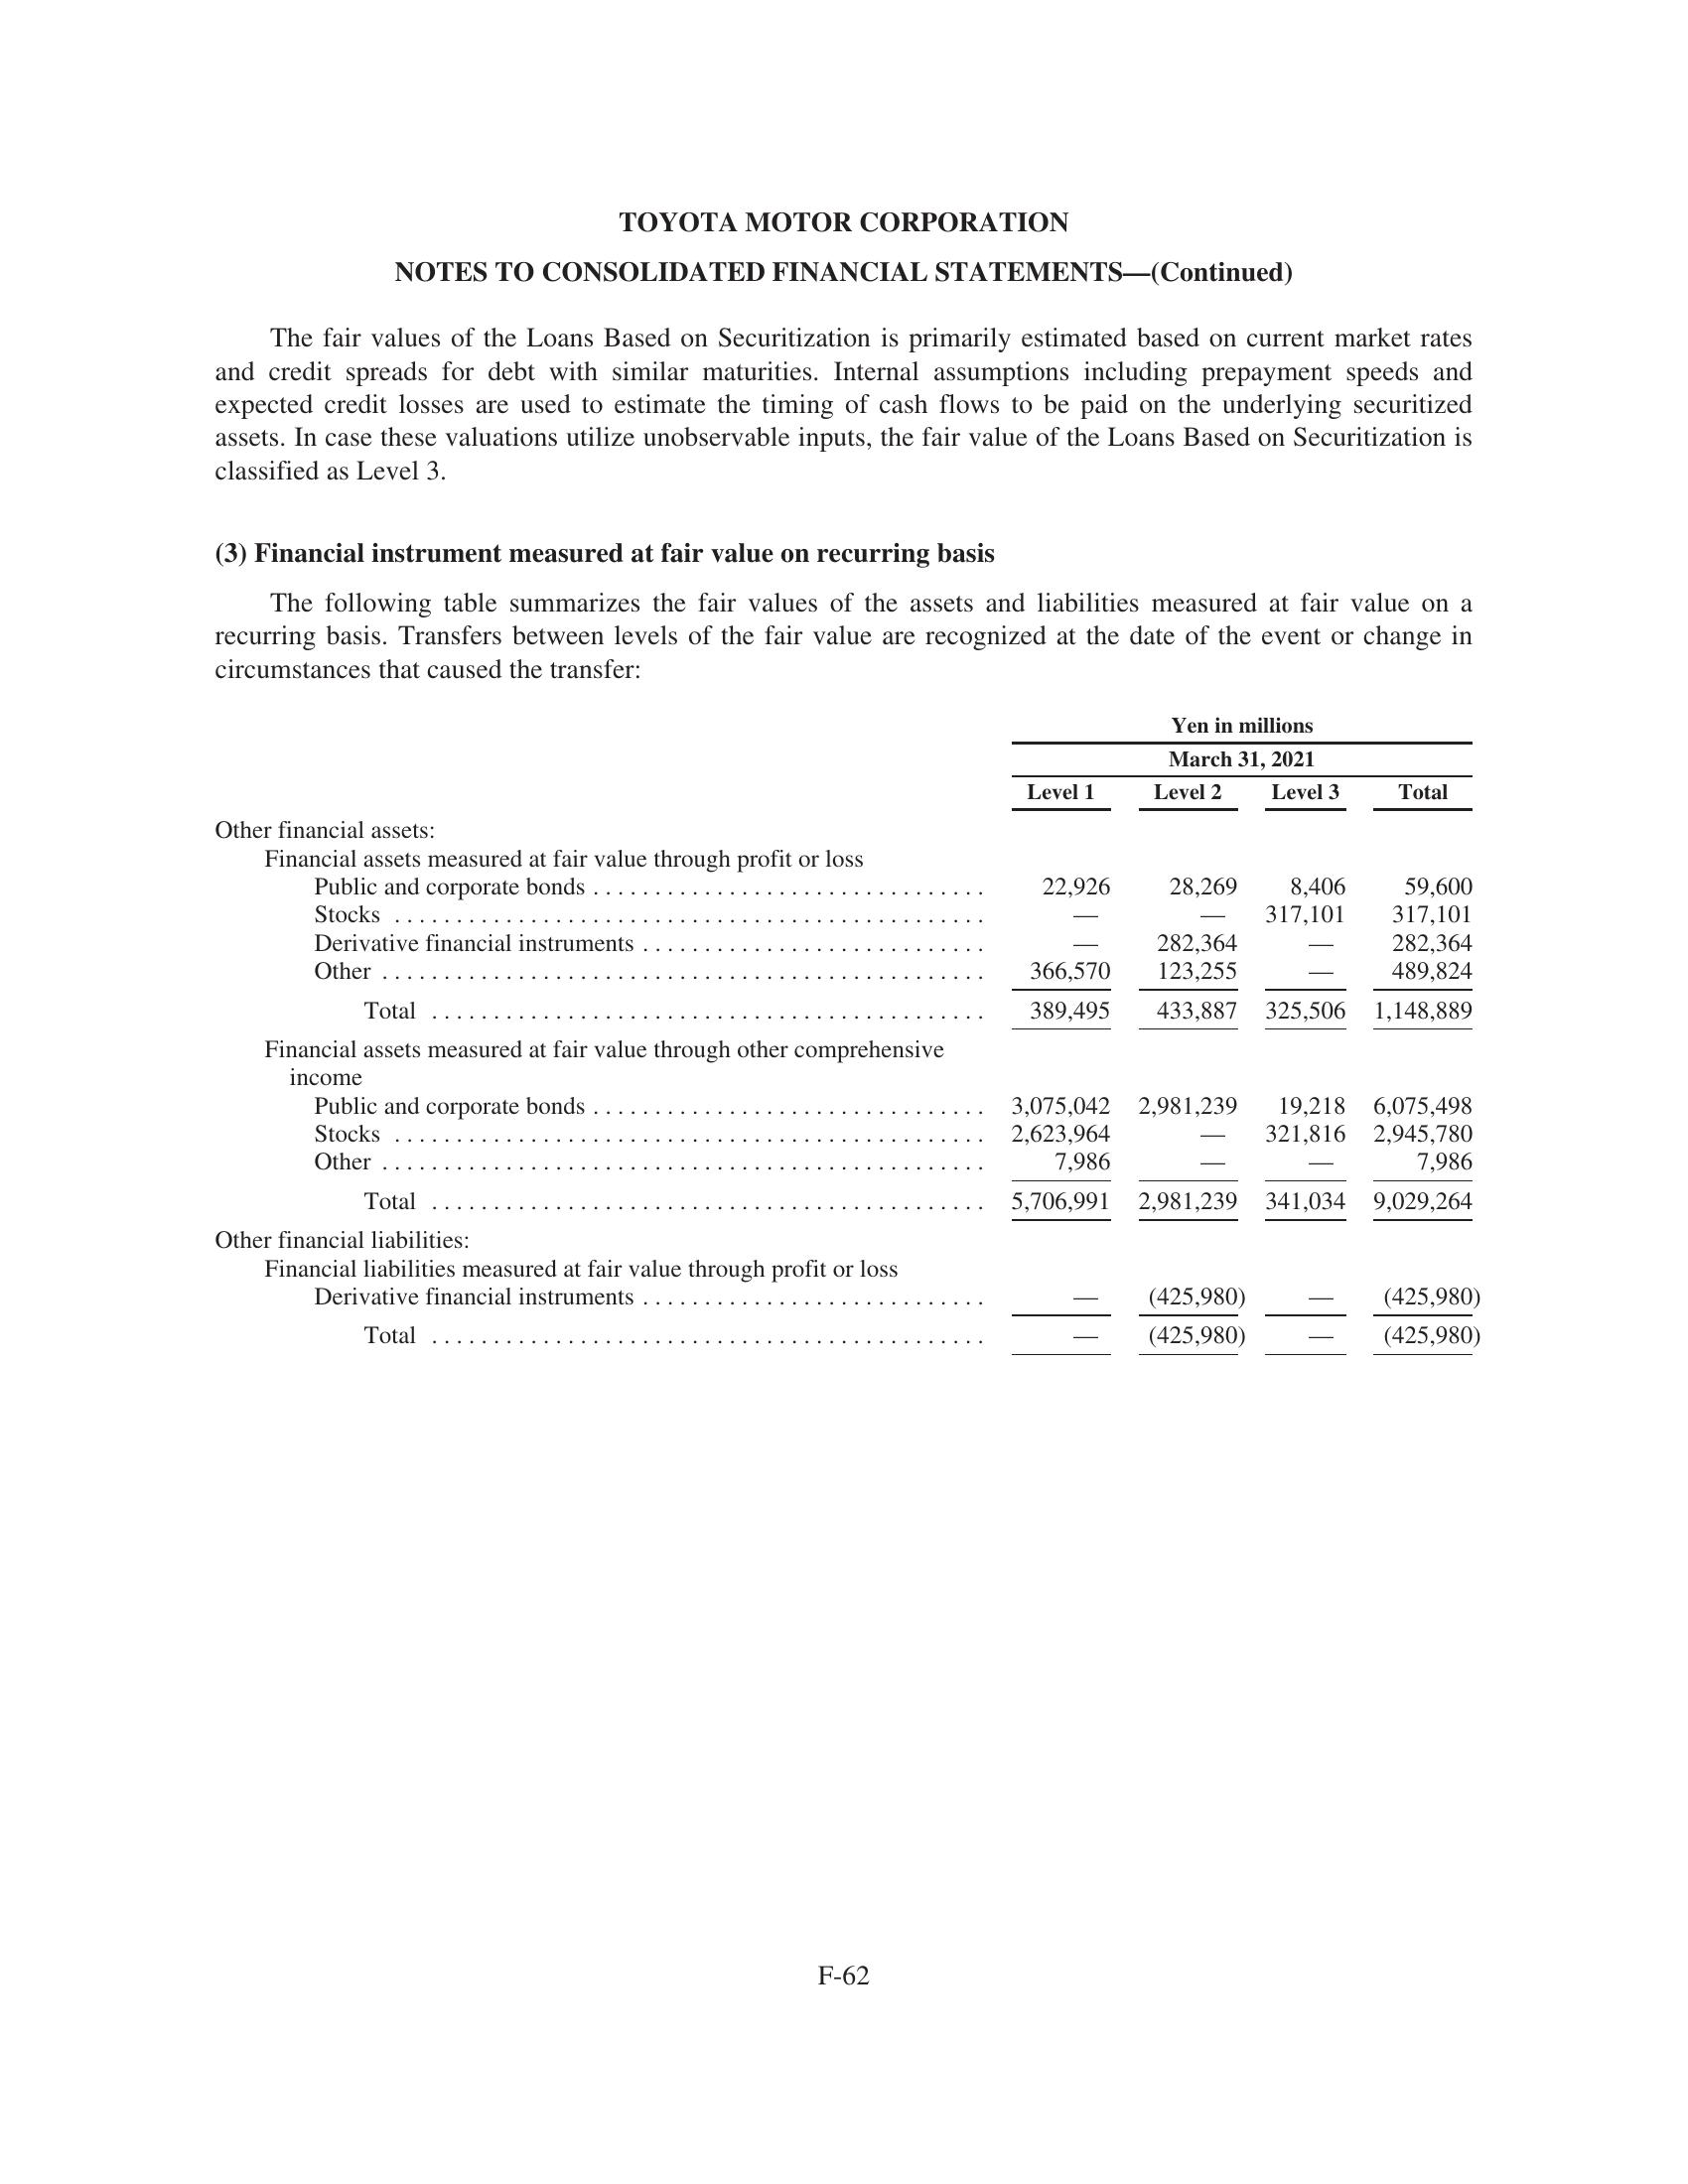 TOYOTA MOTOR CORPORATION
NOTES TO CONSOLIDATED FINANCIAL STATEMENTS—(Continued)
The fair values of the Loans Based on Securitization is primarily estimated based on current market rates
and credit spreads for debt with similar maturities. Internal assumptions including prepayment speeds and
expected credit losses are used to estimate the timing of cash flows to be paid on the underlying securitized
assets. In case these valuations utilize unobservable inputs, the fair value of the Loans Based on Securitization is
classified as Level 3.
(3) Financial instrument measured at fair value on recurring basis
The following table summarizes the fair values of the assets and liabilities measured at fair value on a
recurring basis. Transfers between levels of the fair value are recognized at the date of the event or change in
circumstances that caused the transfer:
Yen in millions
March 31, 2021
Level 1 Level 2 Level 3 Total
Other financial assets:
Financial assets measured at fair value through profit or loss
Public and corporate bonds . . . . . . . . . . . . . . . . . . . . . . . . . . . . . . . . 22,926 28,269 8,406 59,600
Stocks . . . . . . . . . . . . . . . . . . . . . . . . . . . . . . . . . . . . . . . . . . . . . . . . — — 317,101 317,101
Derivative financial instruments . . . . . . . . . . . . . . . . . . . . . . . . . . . . — 282,364 — 282,364
Other . . . . . . . . . . . . . . . . . . . . . . . . . . . . . . . . . . . . . . . . . . . . . . . . . 366,570 123,255 — 489,824
Total . . . . . . . . . . . . . . . . . . . . . . . . . . . . . . . . . . . . . . . . . . . . . 389,495 433,887 325,506 1,148,889
Financial assets measured at fair value through other comprehensive
income
Public and corporate bonds . . . . . . . . . . . . . . . . . . . . . . . . . . . . . . . . 3,075,042 2,981,239 19,218 6,075,498
Stocks . . . . . . . . . . . . . . . . . . . . . . . . . . . . . . . . . . . . . . . . . . . . . . . . 2,623,964 — 321,816 2,945,780
Other . . . . . . . . . . . . . . . . . . . . . . . . . . . . . . . . . . . . . . . . . . . . . . . . . 7,986 — — 7,986
Total . . . . . . . . . . . . . . . . . . . . . . . . . . . . . . . . . . . . . . . . . . . . . 5,706,991 2,981,239 341,034 9,029,264
Other financial liabilities:
Financial liabilities measured at fair value through profit or loss
Derivative financial instruments . . . . . . . . . . . . . . . . . . . . . . . . . . . . — (425,980) — (425,980)
Total . . . . . . . . . . . . . . . . . . . . . . . . . . . . . . . . . . . . . . . . . . . . . — (425,980) — (425,980)
F-62